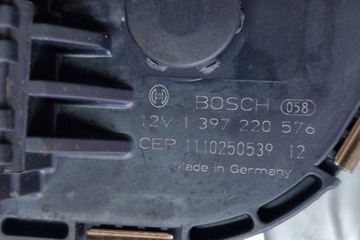 BOSCH 058
12V 1 397 220 576
CEP 1110250539 12
Made in Germany